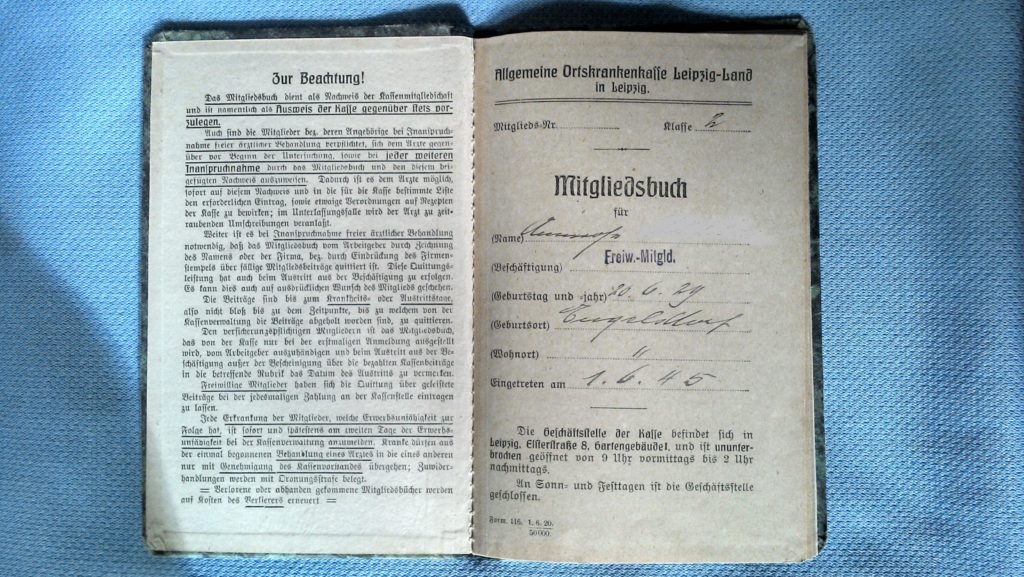 Zur Beachtung!
Das Mitgliedsbuch dient als Nachweis der Kassenmitgliedschaft
und ist namentlich als Ausweis der Kasse gegenüber stets vor-
zulegen.
Auch sind die Mitglieder bez. deren Angehörige bei Inanspruch-
nahme freier ärztlicher Behandlung verpflichtet, sich dem Arzte gegen-
über vor Beginn der Untersuchung, sowie bei jeder weiteren
Inanspruchnahme durch das Mitgliedsbuch und den diesem bei-
gefügten Nachweis auszuweisen. Dadurch ist es dem Arzte möglich,
sofort auf diesem Nachweis und in die für die Kasse bestimmte Liste
den erforderlichen Eintrag, sowie etwaige Verordnungen auf Rezepten
der Kasse zu bewirken; im Unterlassungsfalle wird der Arzt zu zeit-
raubenden Umschreibungen veranlaßt.
Weiter ist es bei Inanspruchnahme freier ärztlicher Behandlung
notwendig, daß das Mitgliedsbuch vom Arbeitgeber durch Zeichnung
des Namens oder der Firma, bez. durch Eindrückung des Firmen-
stempels über fällige Mitgliedsbeiträge quittiert ist. Diese Quittungs-
leistung hat auch beim Austritt aus der Beschäftigung zu erfolgen.
Es kann dies auch auf ausdrücklichen Wunsch des Mitglieds geschehen.
Die Beiträge sind bis zum Krankheits- oder Austrittstage,
also nicht bloß bis zu dem Zeitpunkte, bis zu welchem von der
Kassenverwaltung die Beiträge abgeholt worden sind, zu quittieren.
Den versicherungspflichtigen Mitgliedern ist das Mitgliedsbuch,
das von der Kasse nur bei der erstmaligen Anmeldung ausgestellt
wird, vom Arbeitgeber auszuhändigen und beim Austritt aus der Be-
schäftigung außer der Bescheinigung über die bezahlten Kassenbeiträge
in die betreffende Rubrik das Datum des Austritts zu vermerken.
Freiwillige Mitglieder haben sich die Quittung über geleistete
Beiträge bei der jedesmaligen Zahlung an der Kassenstelle eintragen
zu lassen.
Jede Erkrankung der Mitglieder, welche Erwerbsunfähigkeit zur
Folge hat, ist sofort und spätestens am zweiten Tage der Erwerbs-
unfähigkeit bei der Kassenverwaltung anzumelden. Kranke dürfen aus
der einmal begonnenen Behandlung eines Arztes in die eines anderen
nur mit Genehmigung des Kassenvorstandes übergehen; Zuwider-
handlungen werden mit Ordnungsstrafe belegt.
= Verlorene oder abhanden gekommene Mitgliedsbücher werden
auf Kosten des Verlierers erneuert =
Allgemeine Ortskrankenkasse Leipzig-Land
in Leipzig.
Mitglieds-Nr. Klasse 2
Mitgliedsbuch
für
(Name)
(Beschäftigung) Freiw.-Mitgld.
(Geburtstag und -jahr) 20. 6. 29
(Geburtsort) Engelsdorf
(Wohnort) "
Eingetreten am 1. 6. 45
Die Geschäftsstelle der Kasse befindet sich in
Leipzig, Elsterstraße 8, Gartengebäude I, und ist ununter-
brochen geöffnet von 9 Uhr vormittags bis 2 Uhr
nachmittags.
An Sonn- und Festtagen ist die Geschäftsstelle
geschlossen.
Form. 116. 1. 6. 20.
50000.